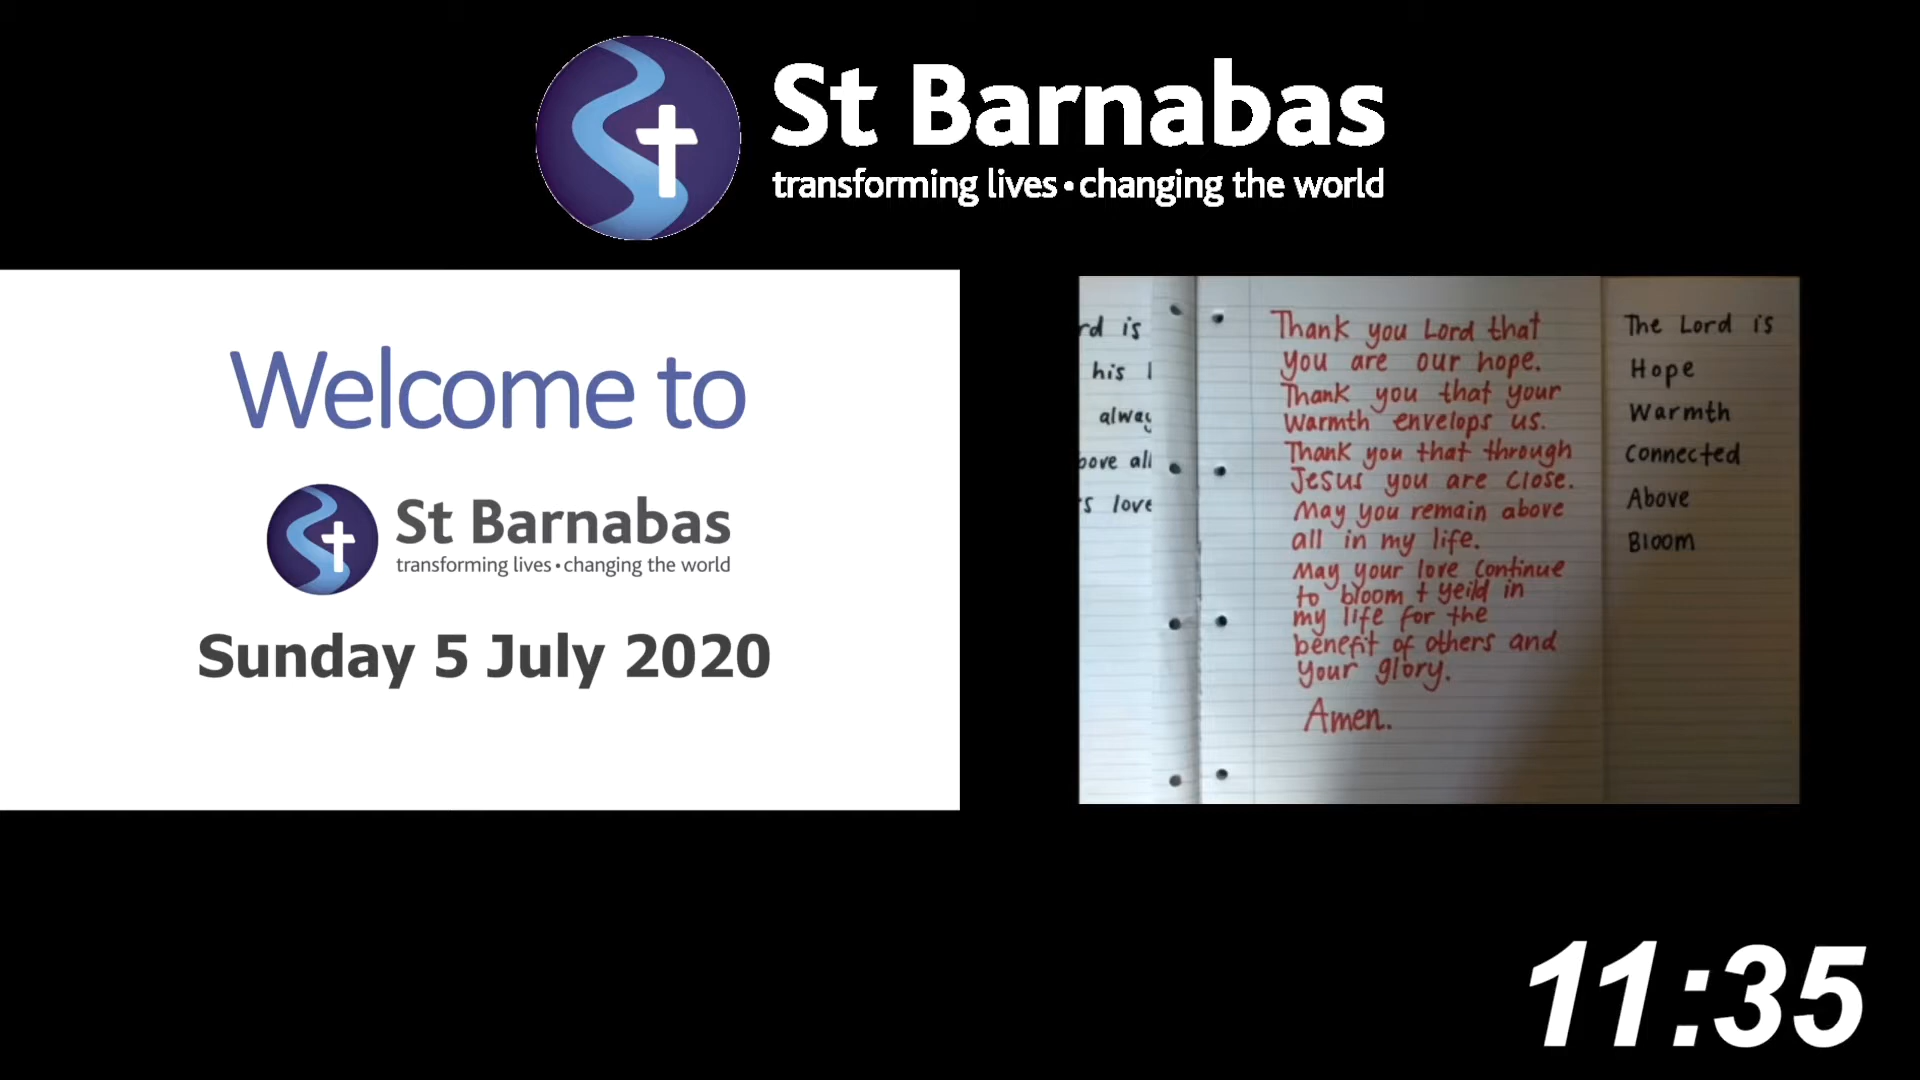 St Barnabas
transforming lives • changing the world
Welcome to
St Barnabas
transforming lives • changing the world
Sunday 5 July 2020
rd is
his
alway
bove all
s love
Thank you Lord that
you are our hope.
Thank you that your
Warmth envelops us.
Thank you that through
Jesus you are close.
May you remain above
all in my life.
May your love continue
to bloom + yeild in
my life for the
benefit of others and
your glory.
Amen.
The Lord is
Hope
Warmth
Connected
Above
Bloom
11:35